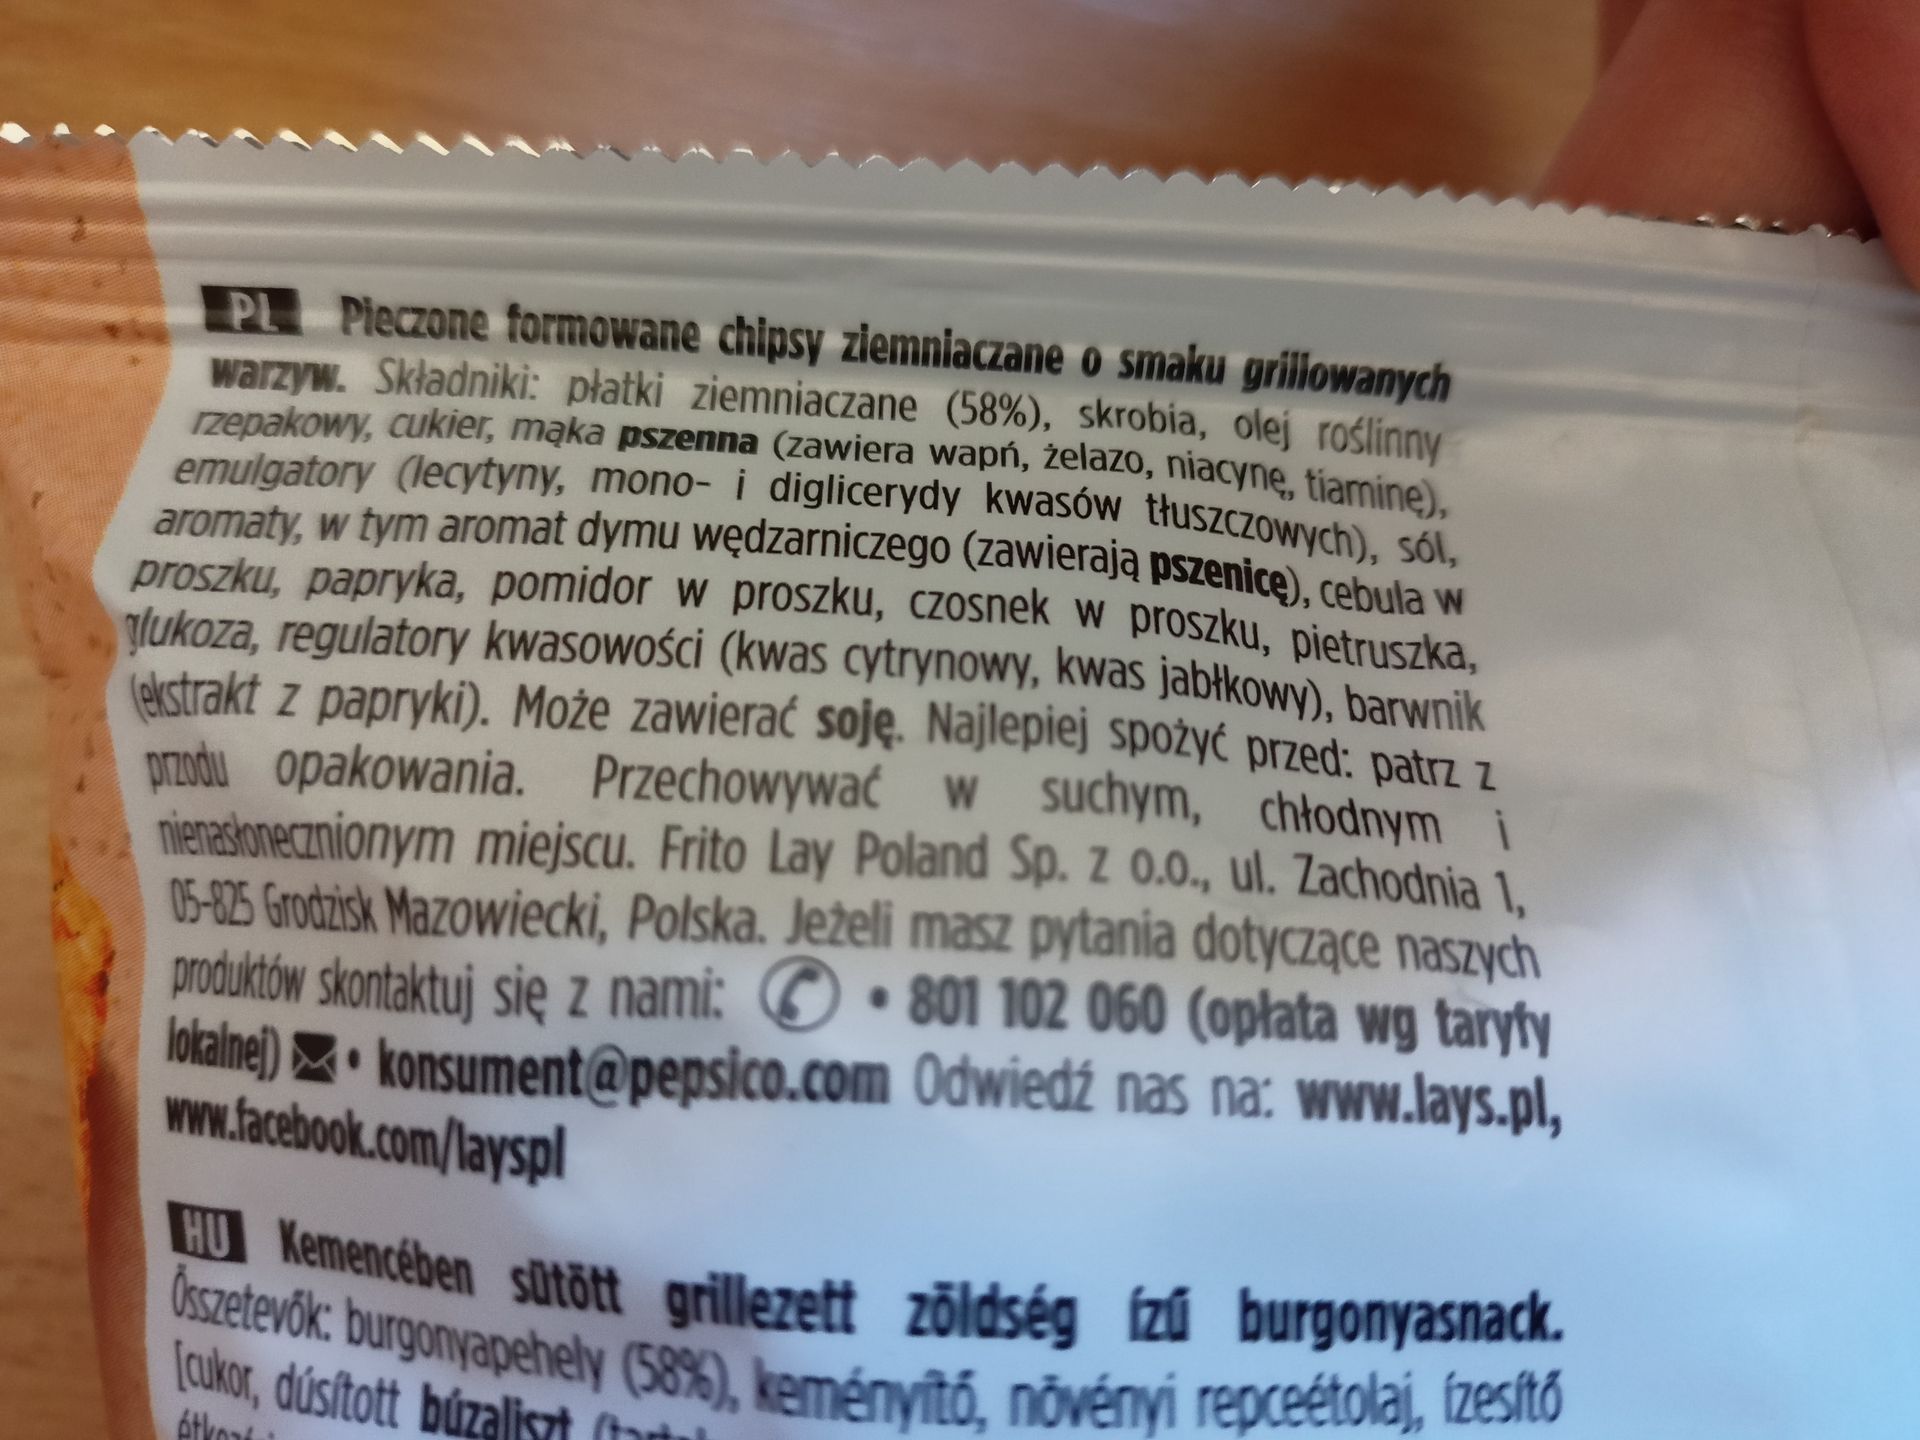 PL Pieczone formowane chipsy ziemniaczane o smaku grillowanych
warzyw. Składniki: płatki ziemniaczane (58%), skrobia, olej roślinny
rzepakowy, cukier, mąka pszenna (zawiera wapń, żelazo, niacynę, tiaminę),
emulgatory (lecytyny, mono- i diglicerydy kwasów tłuszczowych), sól,
aromaty, w tym aromat dymu wędzarniczego (zawierają pszenicę), cebula w
proszku, papryka, pomidor w proszku, czosnek w proszku, pietruszka,
glukoza, regulatory kwasowości (kwas cytrynowy, kwas jabłkowy), barwnik
(ekstrakt z papryki). Może zawierać soję. Najlepiej spożyć przed: patrz z
przodu opakowania. Przechowywać w suchym, chłodnym i
nienasłonecznionym miejscu. Frito Lay Poland Sp. z o.o., ul. Zachodnia 1,
05-825 Grodzisk Mazowiecki, Polska. Jeżeli masz pytania dotyczące naszych
produktów skontaktuj się z nami: • 801 102 060 (opłata wg taryfy
lokalnej) • konsument@pepsico.com Odwiedź nas na: www.lays.pl,
www.facebook.com/layspl
HU Kemencében sütött grillezett zöldség ízű burgonyasnack.
Összetevők: burgonyapehely (58%), keményítő, növényi repceétolaj, ízesítő
[cukor, dúsított búzaliszt